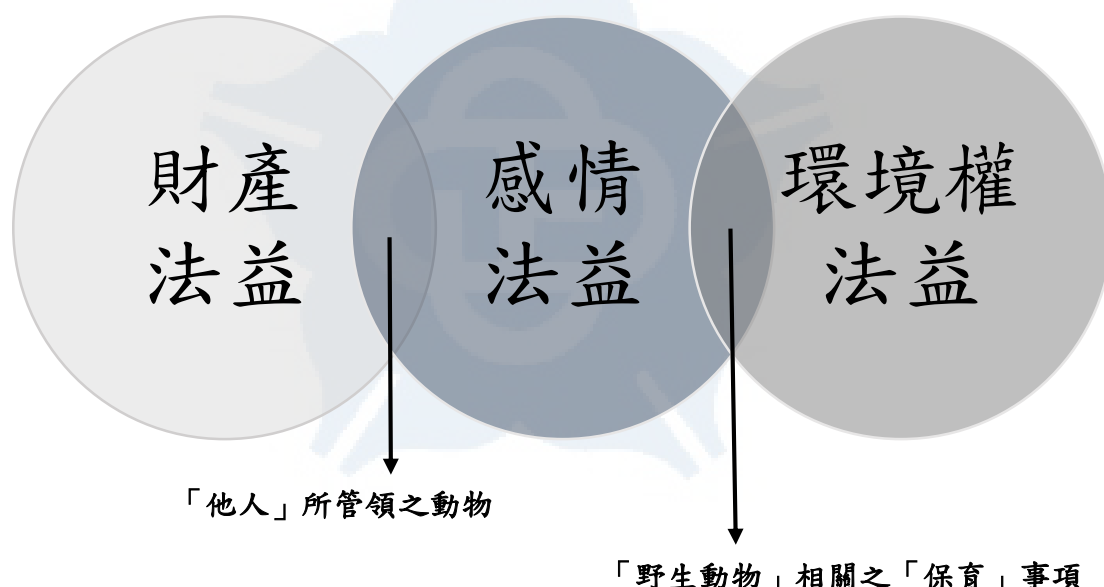 財產
法益
感情
法益
環境權
法益
「他人」所管領之動物
「野生動物」相關之「保育」事項